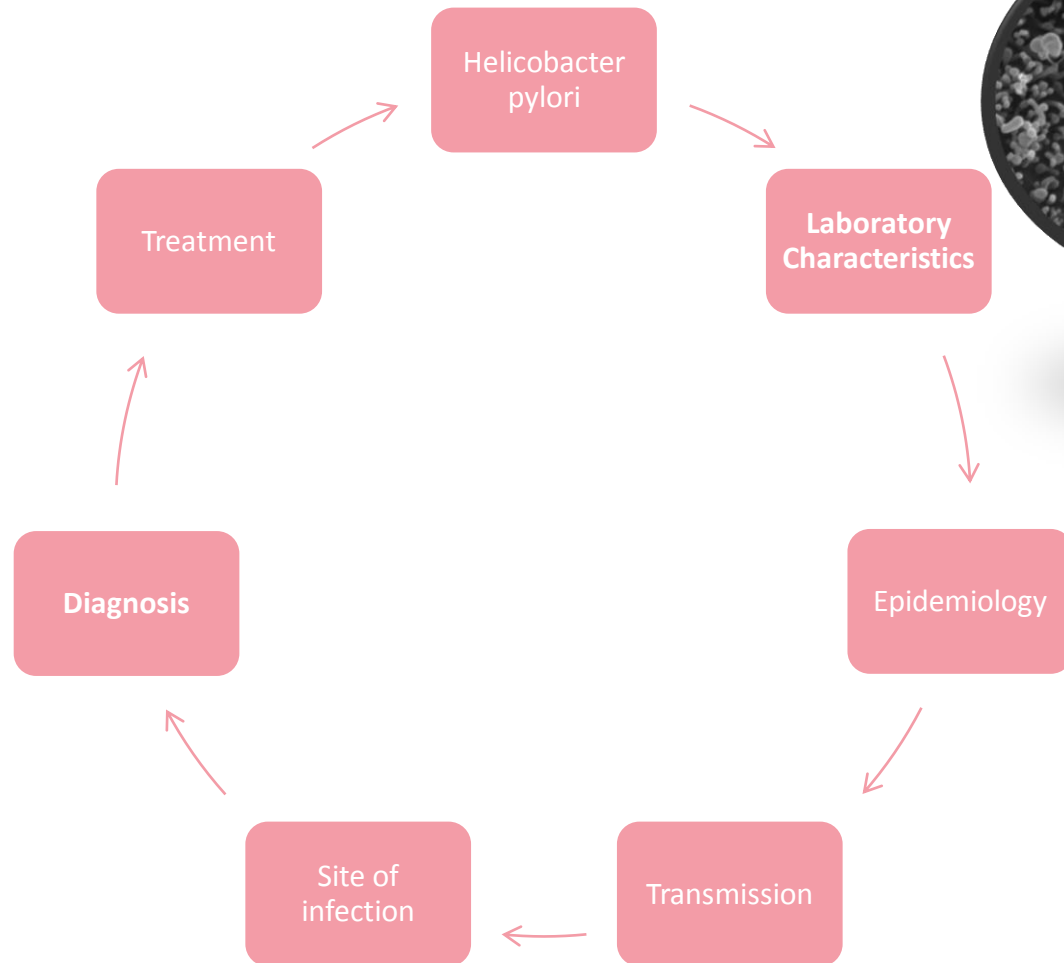 Helicobacter
pylori
Laboratory
Characteristics
Epidemiology
Transmission
Site of
infection
Diagnosis
Treatment